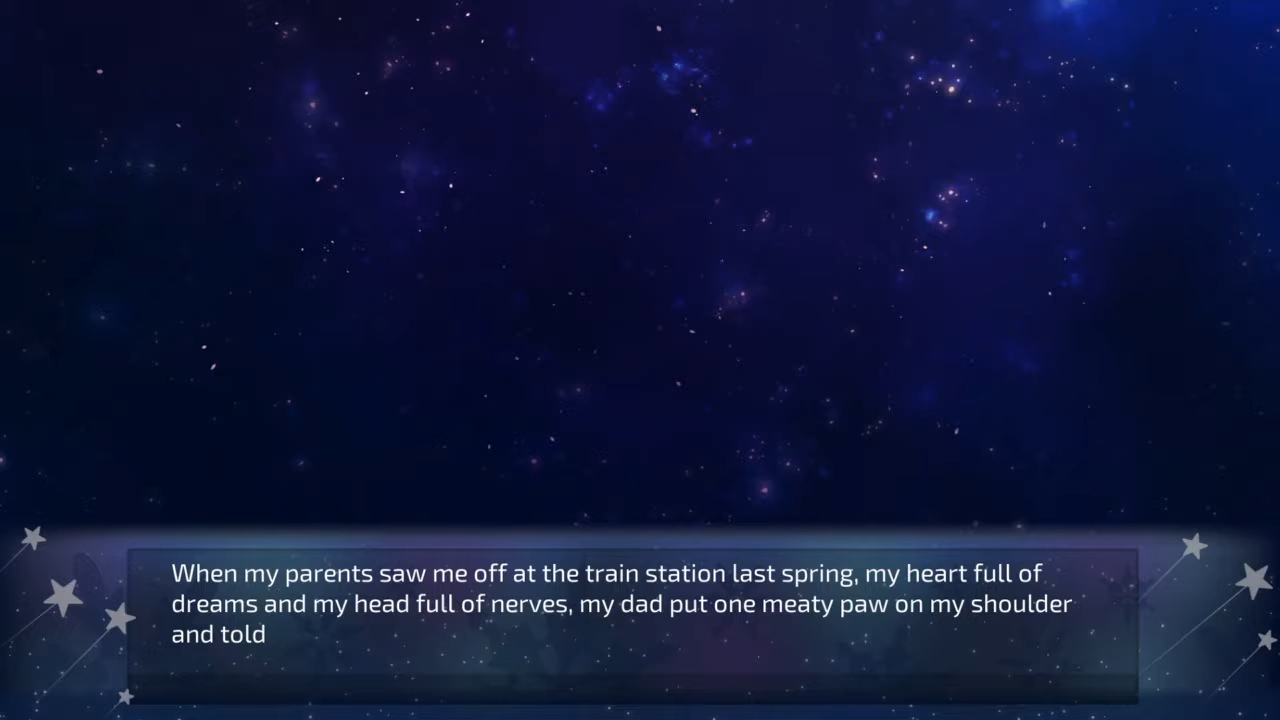 When my parents saw me off at the train station last spring, my heart full of
dreams and my head full of nerves, my dad put one meaty paw on my shoulder
and told